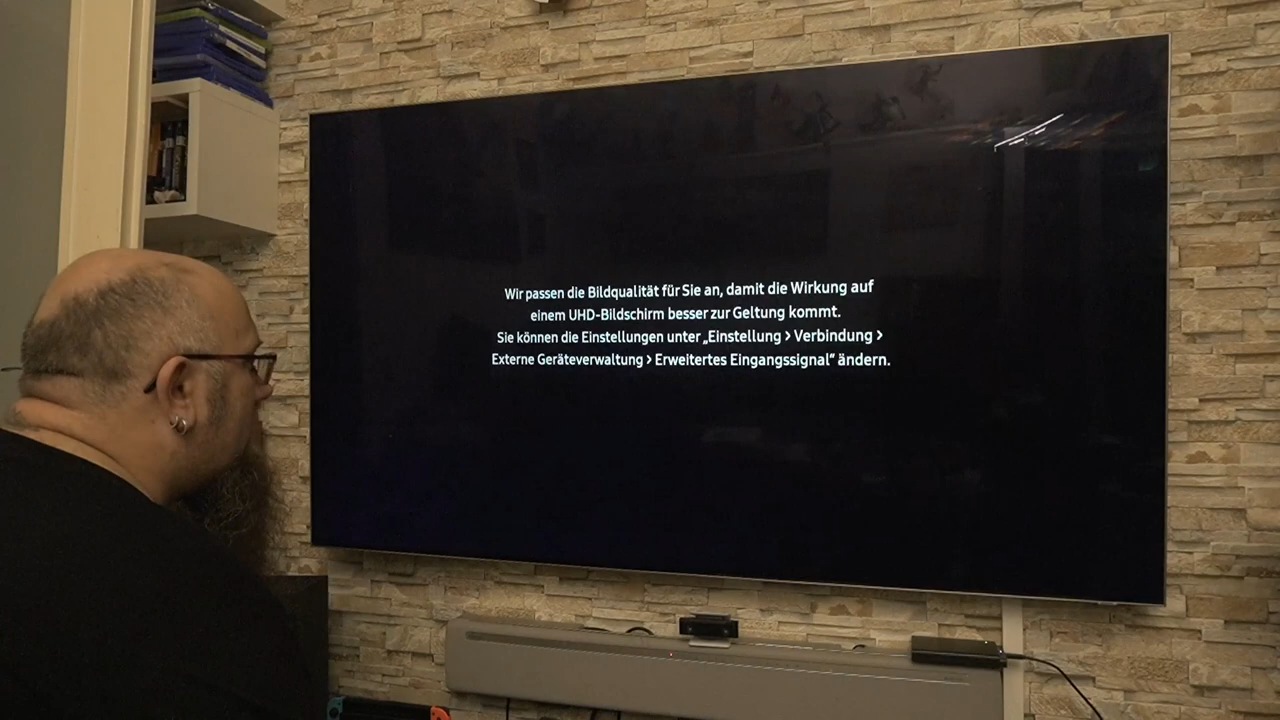 Wir passen die Bildqualität für Sie an, damit die Wirkung auf
einem UHD-Bildschirm besser zur Geltung kommt.
Sie können die Einstellungen unter „Einstellung > Verbindung >
Externe Geräteverwaltung > Erweitertes Eingangssignal“ ändern.